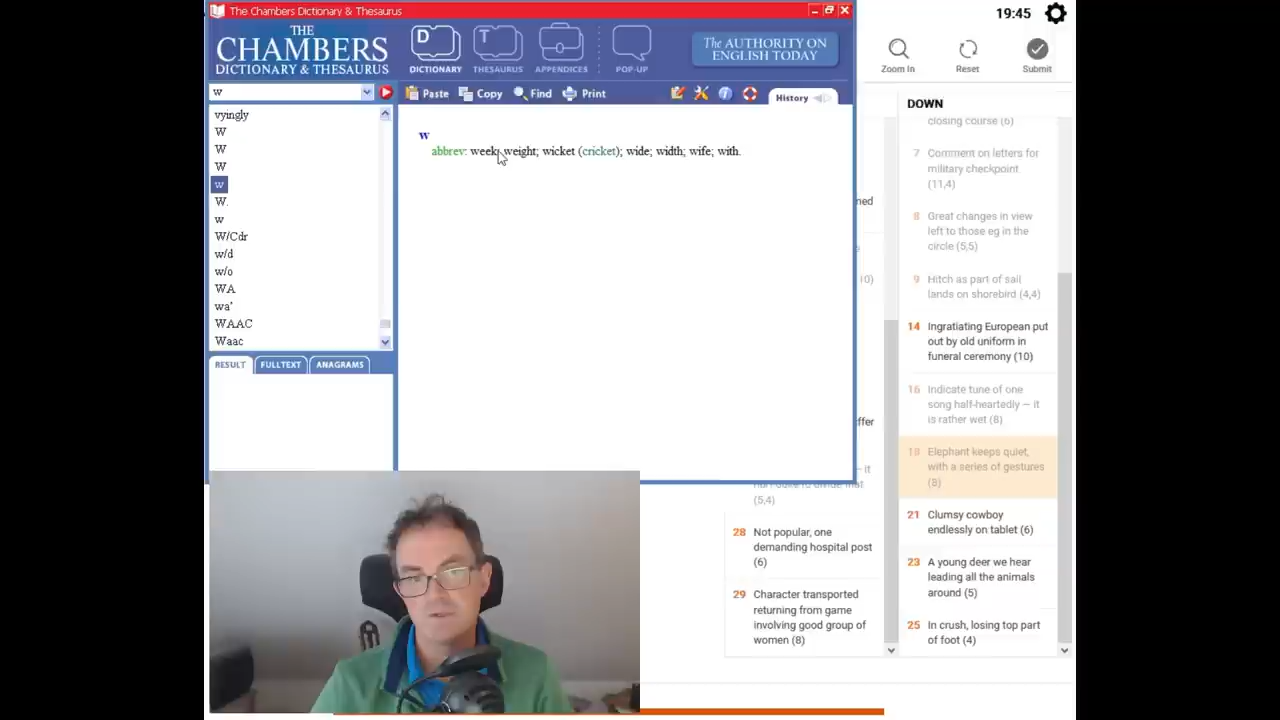 The Chambers Dictionary & Thesaurus
THE
CHAMBERS
DICTIONARY & THESAURUS
D
DICTIONARY
T
THESAURUS
APPENDICES
POP-UP
The AUTHORITY ON
ENGLISH TODAY
w
Paste
Copy
Find
Print
History
vyingly
W
W
W
w
W.
w
W/Cdr
w/d
w/o
WA
wa'
WAAC
Waac
RESULT
FULLTEXT
ANAGRAMS
w
abbrev: week; weight; wicket (cricket); wide; width; wife; with.
19:45
Zoom In
Reset
Submit
DOWN
closing course (6)
7 Comment on letters for
military checkpoint
(11,4)
8 Great changes in view
left to those eg in the
circle (5,5)
9 Hitch as part of sail
lands on shorebird (4,4)
14 Ingratiating European put
out by old uniform in
funeral ceremony (10)
16 Indicate tune of one
song half-heartedly – it
is rather wet (8)
18 Elephant keeps quiet,
with a series of gestures
(8)
21 Clumsy cowboy
endlessly on tablet (6)
23 A young deer we hear
leading all the animals
around (5)
25 In crush, losing top part
of foot (4)
(5,4)
28 Not popular, one
demanding hospital post
(6)
29 Character transported
returning from game
involving good group of
women (8)